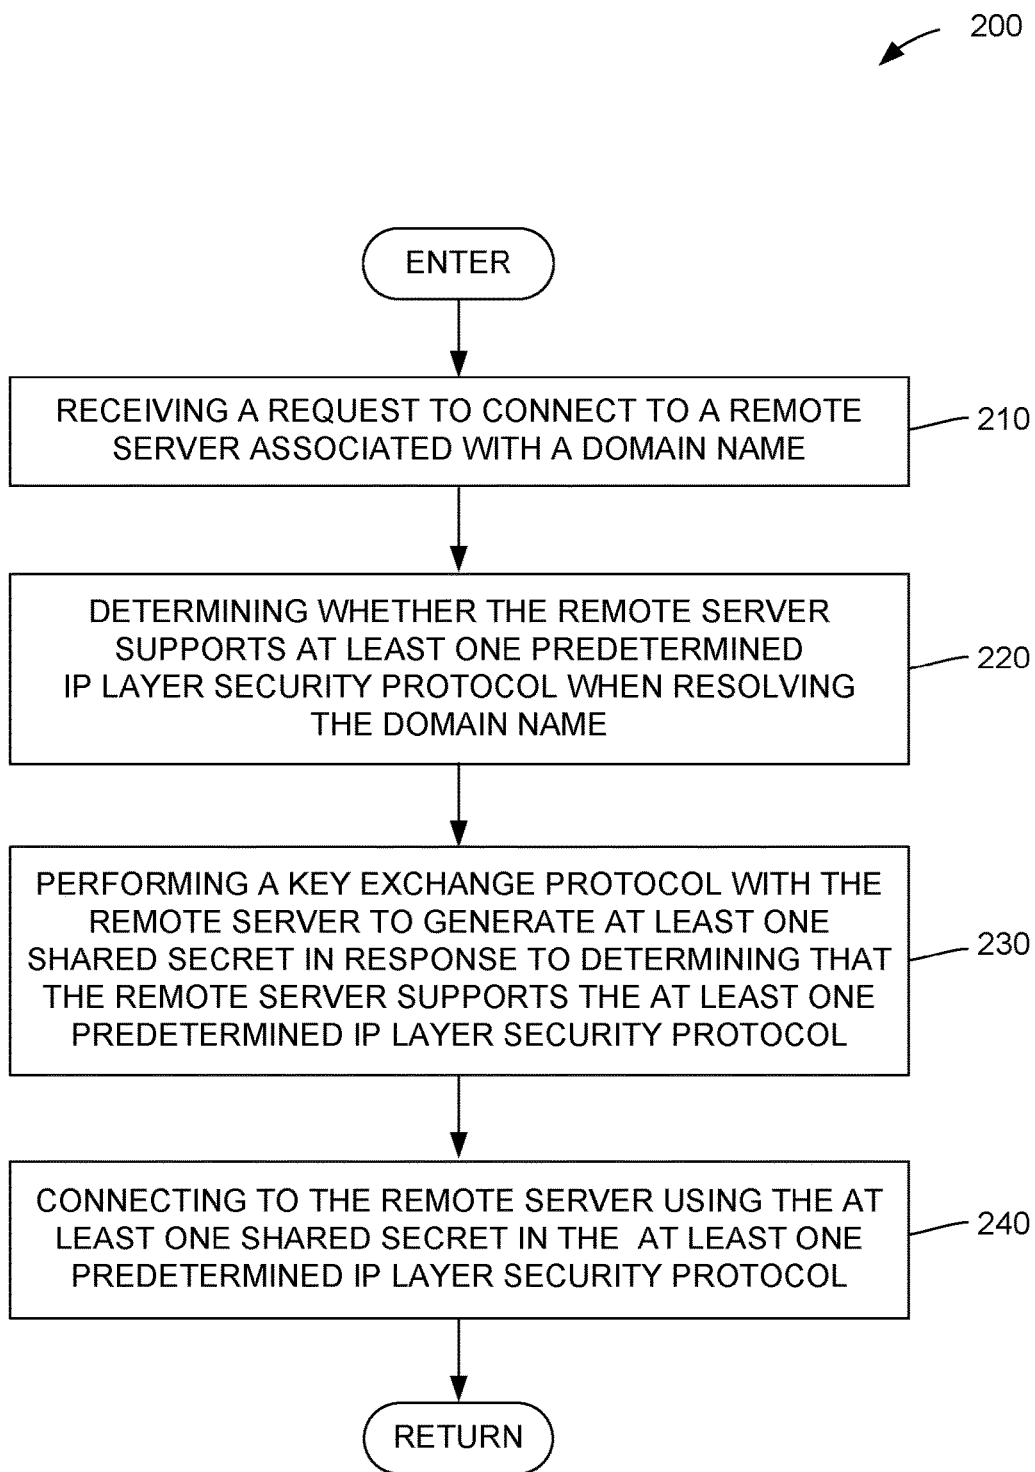 200
ENTER
RECEIVING A REQUEST TO CONNECT TO A REMOTE
SERVER ASSOCIATED WITH A DOMAIN NAME
210
DETERMINING WHETHER THE REMOTE SERVER
SUPPORTS AT LEAST ONE PREDETERMINED
IP LAYER SECURITY PROTOCOL WHEN RESOLVING
THE DOMAIN NAME
220
PERFORMING A KEY EXCHANGE PROTOCOL WITH THE
REMOTE SERVER TO GENERATE AT LEAST ONE
SHARED SECRET IN RESPONSE TO DETERMINING THAT
THE REMOTE SERVER SUPPORTS THE AT LEAST ONE
PREDETERMINED IP LAYER SECURITY PROTOCOL
230
CONNECTING TO THE REMOTE SERVER USING THE AT
LEAST ONE SHARED SECRET IN THE AT LEAST ONE
PREDETERMINED IP LAYER SECURITY PROTOCOL
240
RETURN